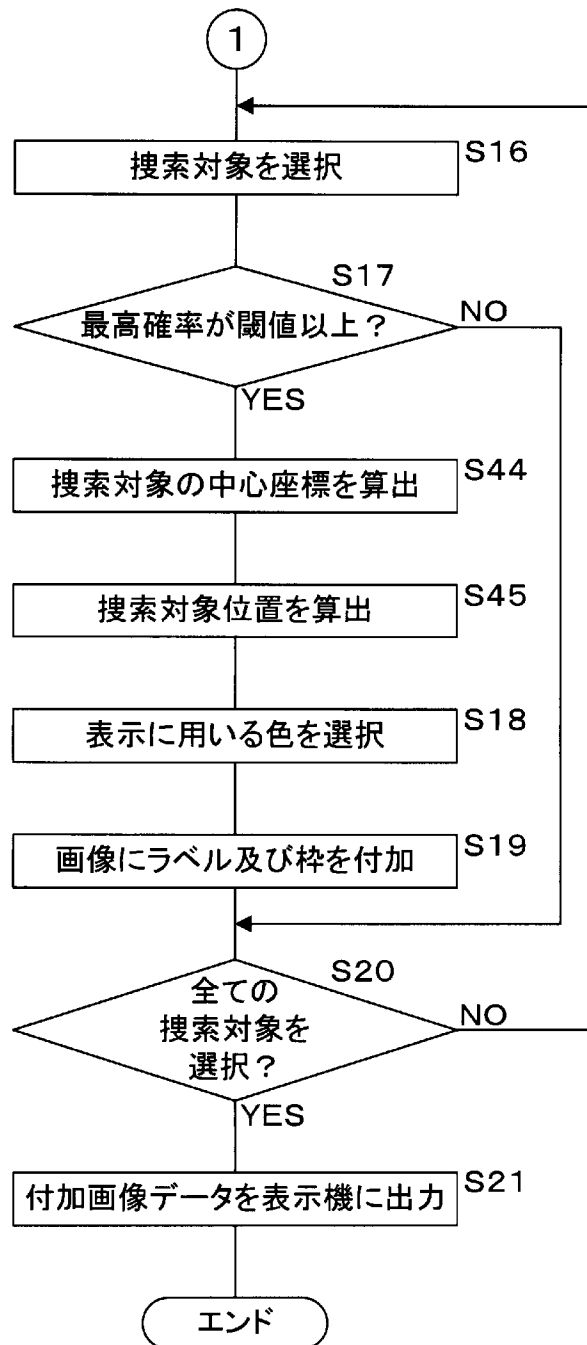 1
S16
捜索対象を選択
S17
最高確率が閾値以上？
NO
YES
S44
捜索対象の中心座標を算出
S45
捜索対象位置を算出
S18
表示に用いる色を選択
S19
画像にラベル及び枠を付加
S20
全ての
捜索対象を
選択？
NO
YES
S21
付加画像データを表示機に出力
エンド